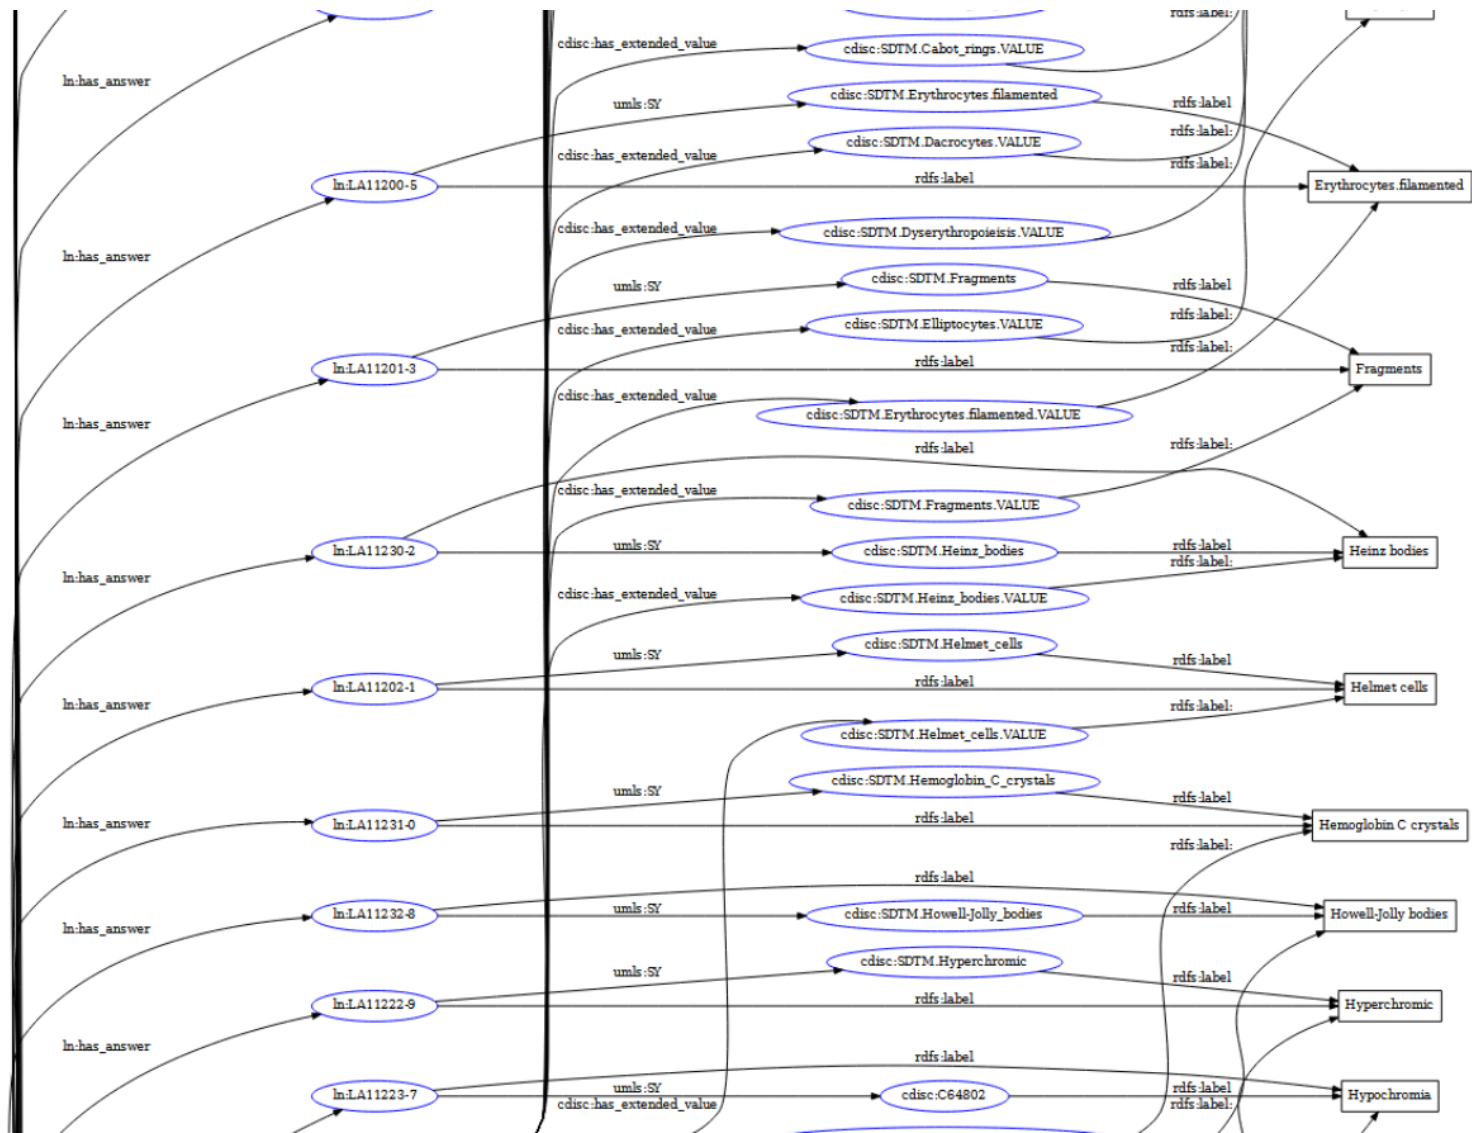 rdfs:label:
cdisc:has_extended_value
cdisc:SDTM.Cabot_rings.VALUE
ln:has_answer
umls:SY
cdisc:SDTM.Erythrocytes.filamented
rdfs:label
rdfs:label:
cdisc:has_extended_value
cdisc:SDTM.Dacrocytes.VALUE
rdfs:label:
ln:LA11200-5
rdfs:label
Erythrocytes.filamented
cdisc:has_extended_value
cdisc:SDTM.Dyserythropoieisis.VALUE
ln:has_answer
umls:SY
cdisc:SDTM.Fragments
rdfs:label
rdfs:label:
cdisc:has_extended_value
cdisc:SDTM.Elliptocytes.VALUE
rdfs:label:
ln:LA11201-3
rdfs:label
Fragments
cdisc:has_extended_value
cdisc:SDTM.Erythrocytes.filamented.VALUE
ln:has_answer
rdfs:label
rdfs:label:
cdisc:has_extended_value
cdisc:SDTM.Fragments.VALUE
ln:LA11230-2
umls:SY
cdisc:SDTM.Heinz_bodies
rdfs:label
Heinz bodies
rdfs:label:
ln:has_answer
cdisc:has_extended_value
cdisc:SDTM.Heinz_bodies.VALUE
umls:SY
cdisc:SDTM.Helmet_cells
rdfs:label
ln:LA11202-1
rdfs:label
Helmet cells
ln:has_answer
rdfs:label:
cdisc:SDTM.Helmet_cells.VALUE
umls:SY
cdisc:SDTM.Hemoglobin_C_crystals
rdfs:label
ln:has_answer
ln:LA11231-0
rdfs:label
Hemoglobin C crystals
rdfs:label:
rdfs:label
umls:SY
ln:LA11232-8
cdisc:SDTM.Howell-Jolly_bodies
rdfs:label
Howell-Jolly bodies
ln:has_answer
umls:SY
cdisc:SDTM.Hyperchromic
rdfs:label
ln:LA11222-9
rdfs:label
Hyperchromic
ln:has_answer
rdfs:label
umls:SY
ln:LA11223-7
cdisc:C64802
rdfs:label
Hypochromia
cdisc:has_extended_value
rdfs:label: